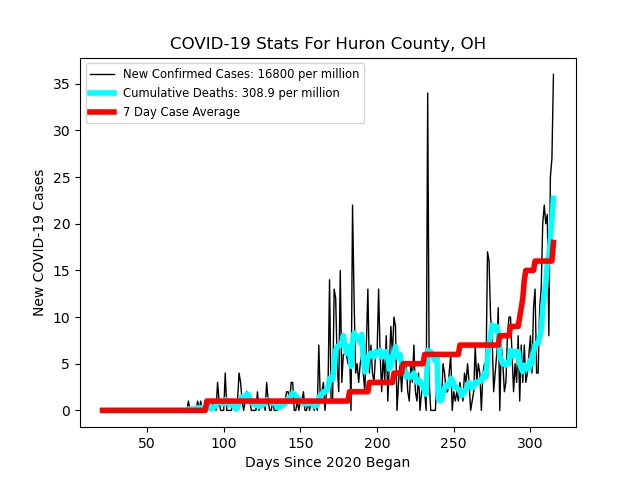 COVID-19 Stats For Huron County, OH
New Confirmed Cases: 16800 per million
Cumulative Deaths: 308.9 per million
7 Day Case Average
35
30
25
20
15
10
5
0
New COVID-19 Cases
50 100 150 200 250 300
Days Since 2020 Began